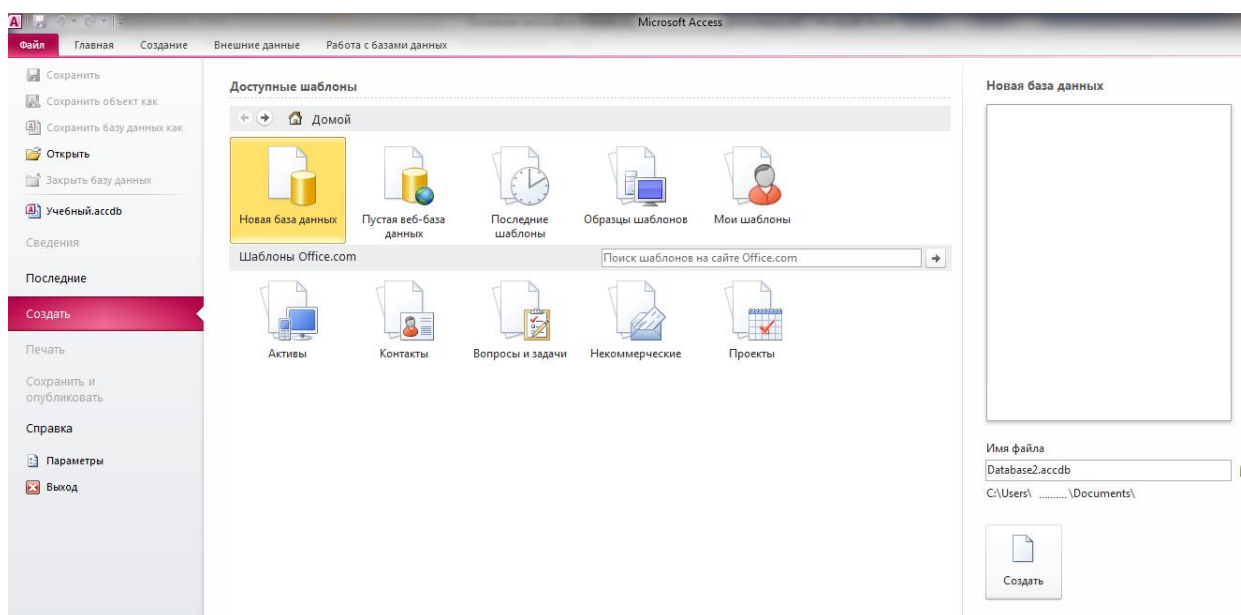 Microsoft Access
Файл Главная Создание Внешние данные Работа с базами данных
Сохранить
Сохранить объект как
Сохранить базу данных как
Открыть
Закрыть базу данных
Учебный.accdb
Сведения
Последние
Создать
Печать
Сохранить и
опубликовать
Справка
Параметры
Выход
Доступные шаблоны
Домой
Новая база данных
Пустая веб-база
данных
Последние
шаблоны
Образцы шаблонов
Мои шаблоны
Шаблоны Office.com
Поиск шаблонов на сайте Office.com
Активы
Контакты
Вопросы и задачи
Некоммерческие
Проекты
Новая база данных
Имя файла
Database2.accdb
C:\Users\ .......... \Documents\
Создать